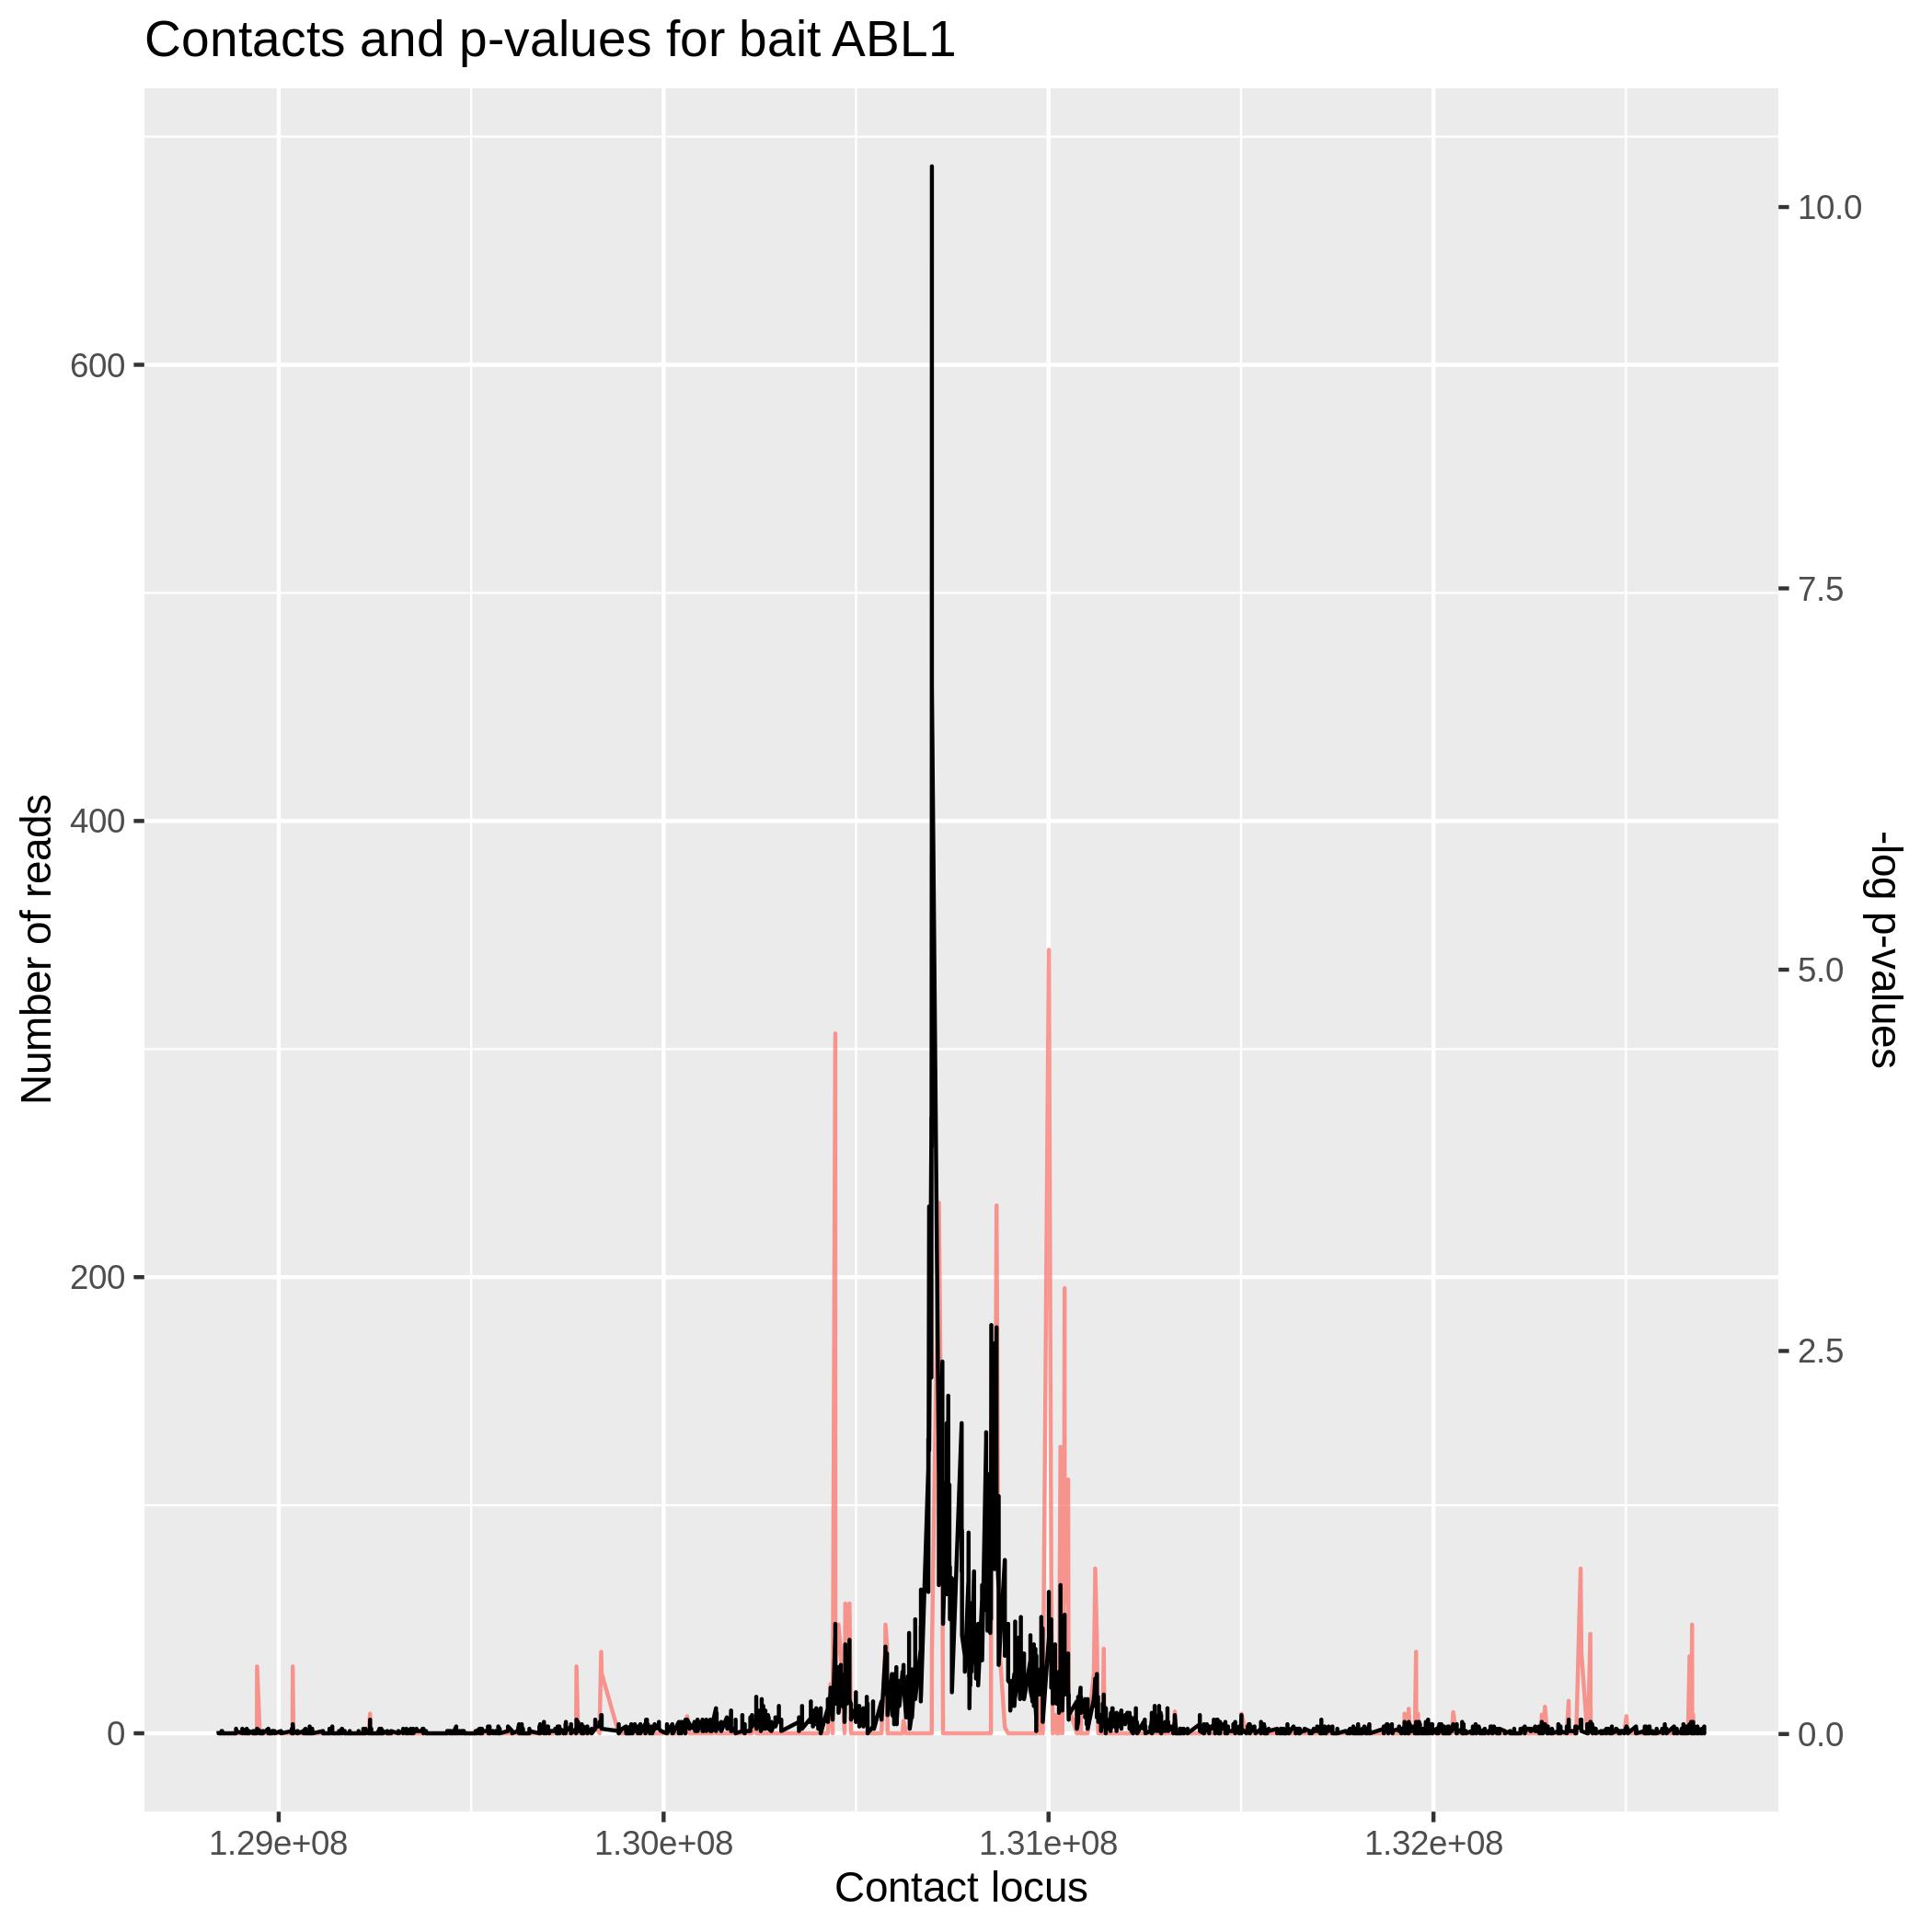 Contacts and p-values for bait ABL1
600
400
200
0
Number of reads
10.0
7.5
5.0
2.5
0.0
-log p-values
1.29e+08
1.30e+08
1.31e+08
1.32e+08
Contact locus